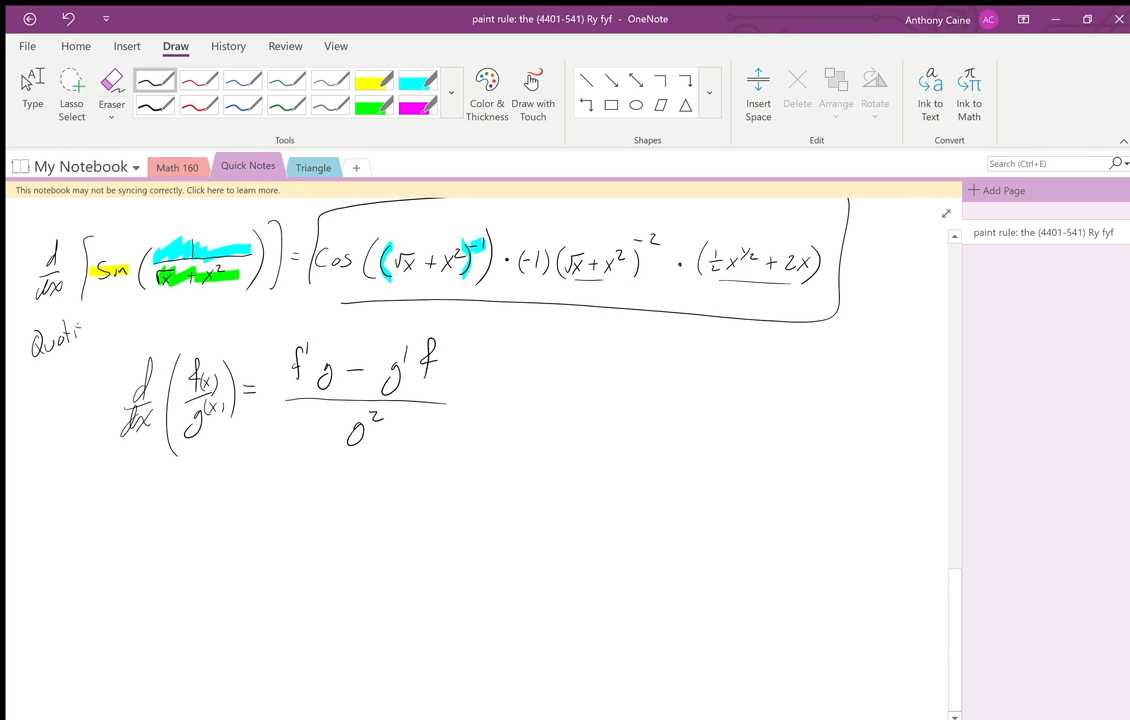 paint rule: the (4401-541) Ry fyf - OneNote
Anthony Caine AC
File Home Insert Draw History Review View
Type
Lasso Select
Eraser
Color & Thickness
Draw with Touch
Insert Space
Delete
Arrange
Rotate
Ink to Text
Ink to Math
Tools Shapes Edit Convert
My Notebook Math 160 Quick Notes Triangle
Search (Ctrl+E)
This notebook may not be syncing correctly. Click here to learn more.
Add Page
paint rule: the (4401-541) Ry fyf
d/dx [sin(1/(√x + x²))] = cos((√x + x²)⁻¹) · (-1)(√x + x²)⁻² · (½x^½ + 2x)
Quoti
d/dx (f(x)/g(x)) = (f'g - g'f)/g²